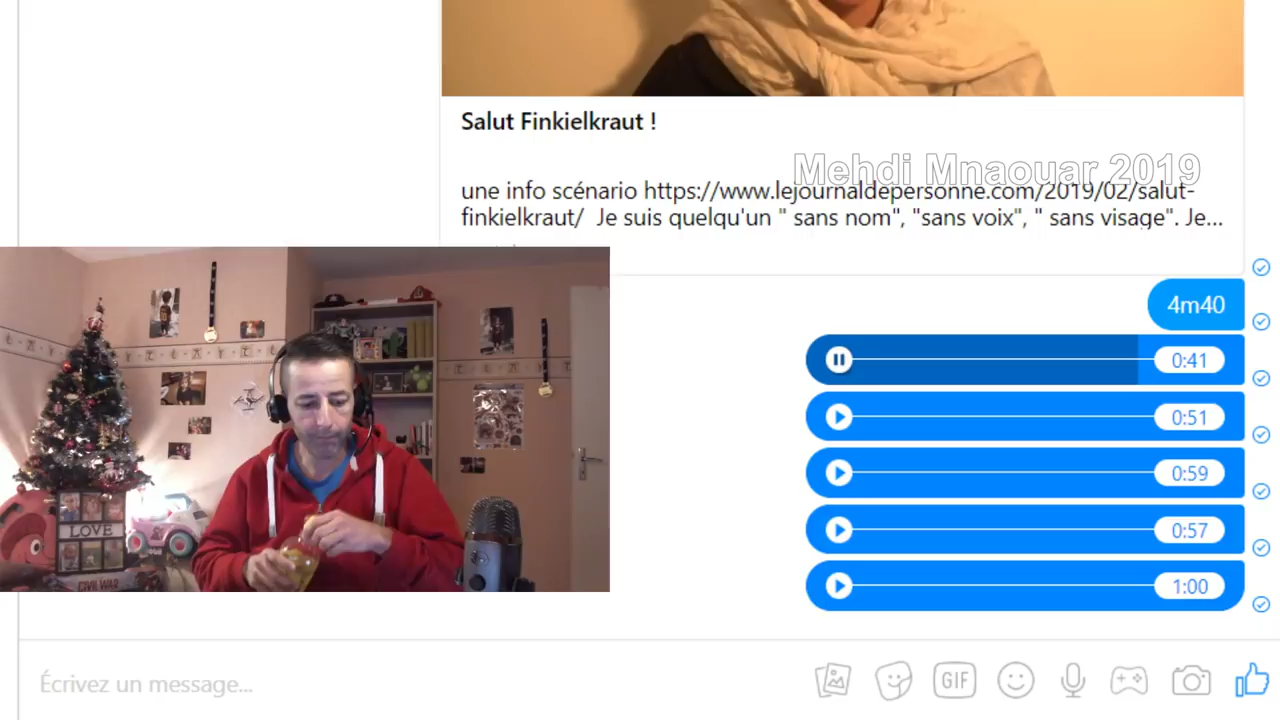 Salut Finkielkraut !
Mehdi Mnaouar 2019
une info scénario https://www.lejournaldepersonne.com/2019/02/salut-
finkielkraut/ Je suis quelqu'un " sans nom", "sans voix", " sans visage". Je...
4m40
0:41
0:51
0:59
0:57
1:00
LOVE
CIVIL WAR
Écrivez un message...
GIF